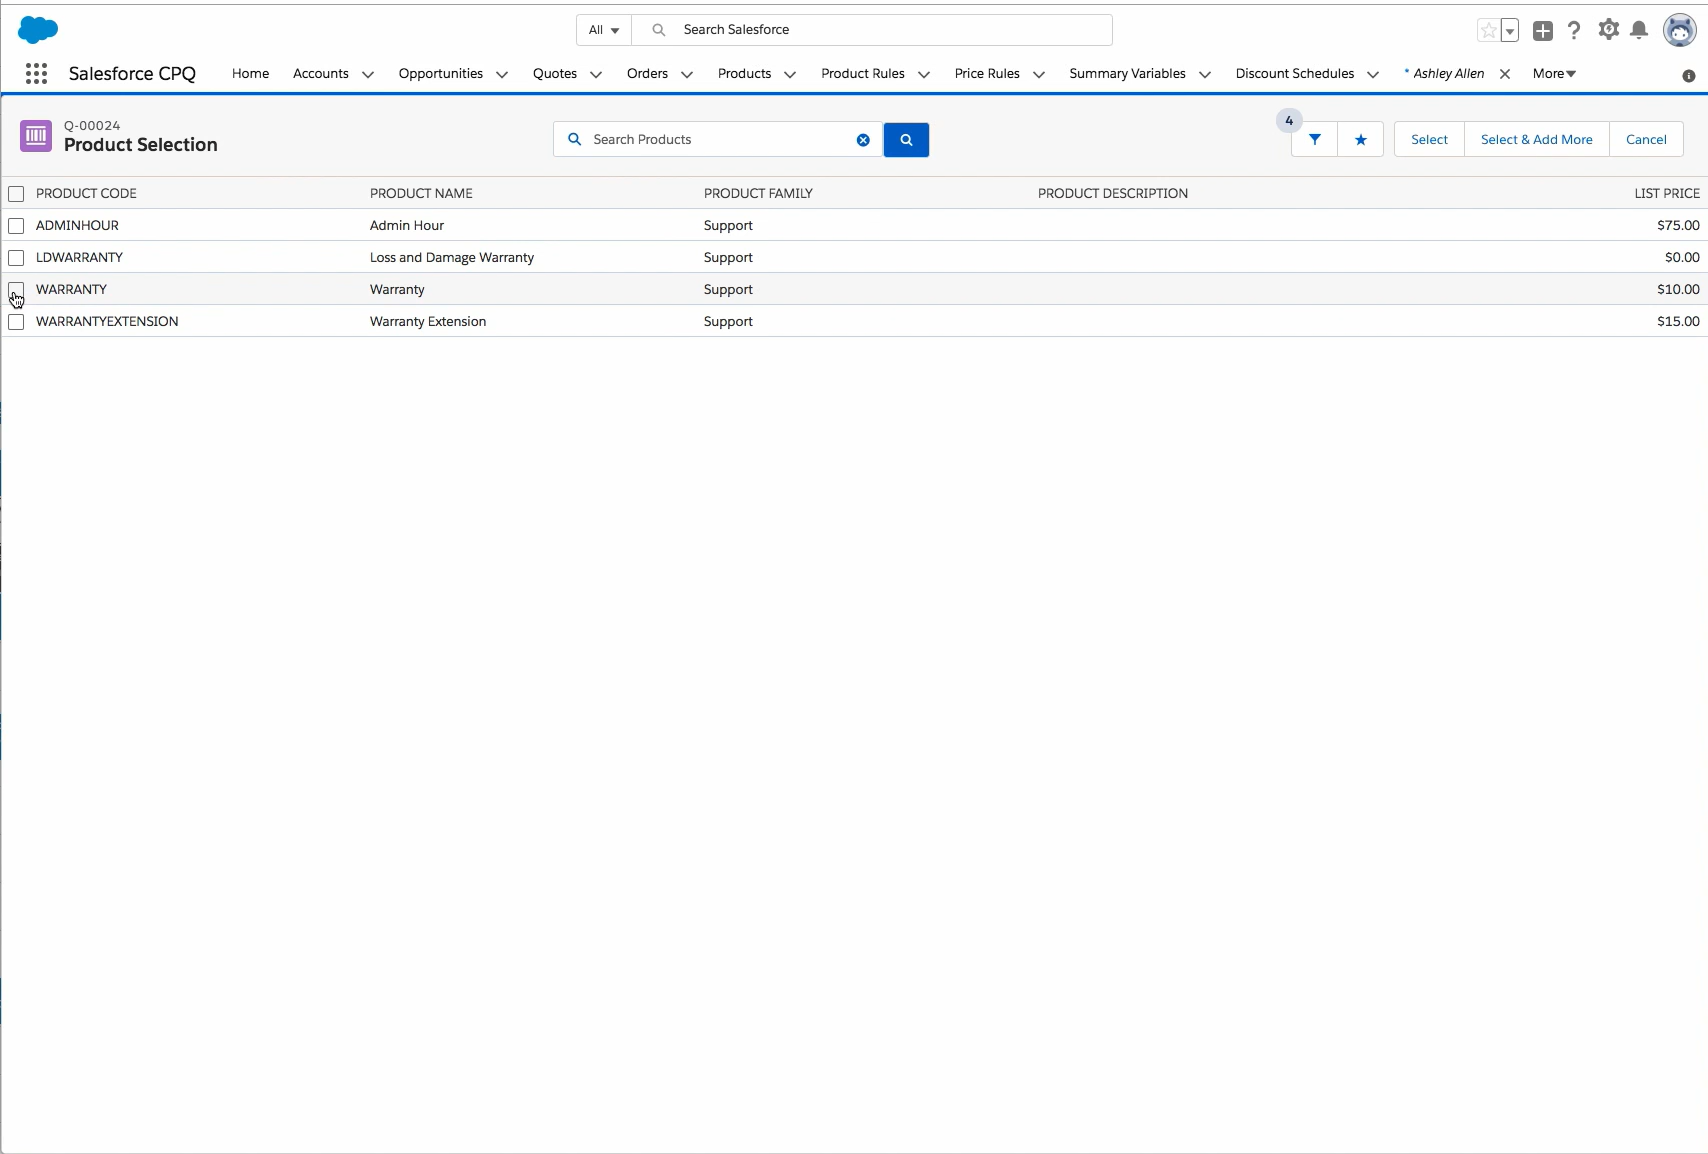 All Search Salesforce
Salesforce CPQ Home Accounts Opportunities Quotes Orders Products Product Rules Price Rules Summary Variables Discount Schedules * Ashley Allen More
Q-00024
Product Selection
Search Products
4
Select Select & Add More Cancel
PRODUCT CODE PRODUCT NAME PRODUCT FAMILY PRODUCT DESCRIPTION LIST PRICE
ADMINHOUR Admin Hour Support $75.00
LDWARRANTY Loss and Damage Warranty Support $0.00
WARRANTY Warranty Support $10.00
WARRANTYEXTENSION Warranty Extension Support $15.00